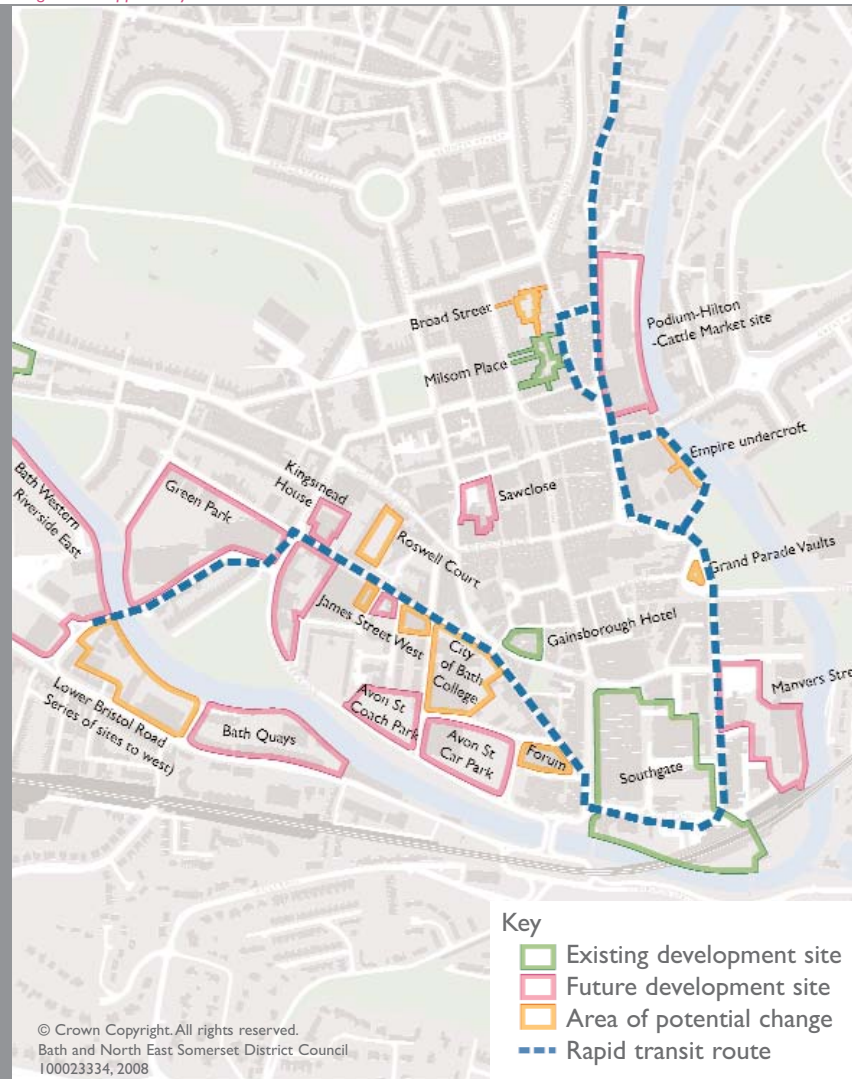 Broad Street
Milsom Place
Podium-Hilton
-Cattle Market site
Empire undercroft
Kingsmead
House
Green Park
Sawclose
Roswell Court
Bath Western
Riverside East
Grand Parade Vaults
James Street West
Gainsborough Hotel
City
of Bath
College
Manvers Stre
Lower Bristol Road
Series of sites to west)
Bath Quays
Avon St
Coach Park
Avon St
Car Park
Forum
Southgate
Key
Existing development site
Future development site
Area of potential change
Rapid transit route
© Crown Copyright. All rights reserved.
Bath and North East Somerset District Council
100023334, 2008